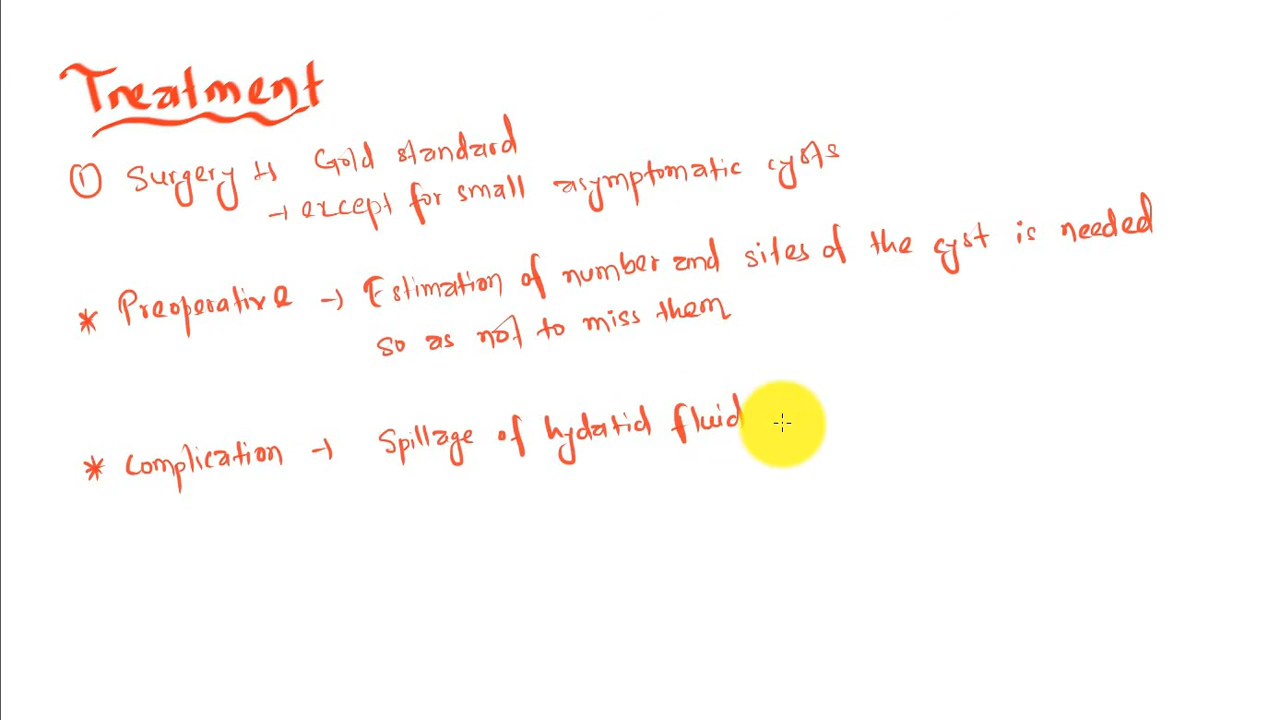 Treatment
① Surgery → Gold standard
→ except for small asymptomatic cysts
* Preoperative → Estimation of number and sites of the cyst is needed
so as not to miss them
* Complication → Spillage of hydatid fluid